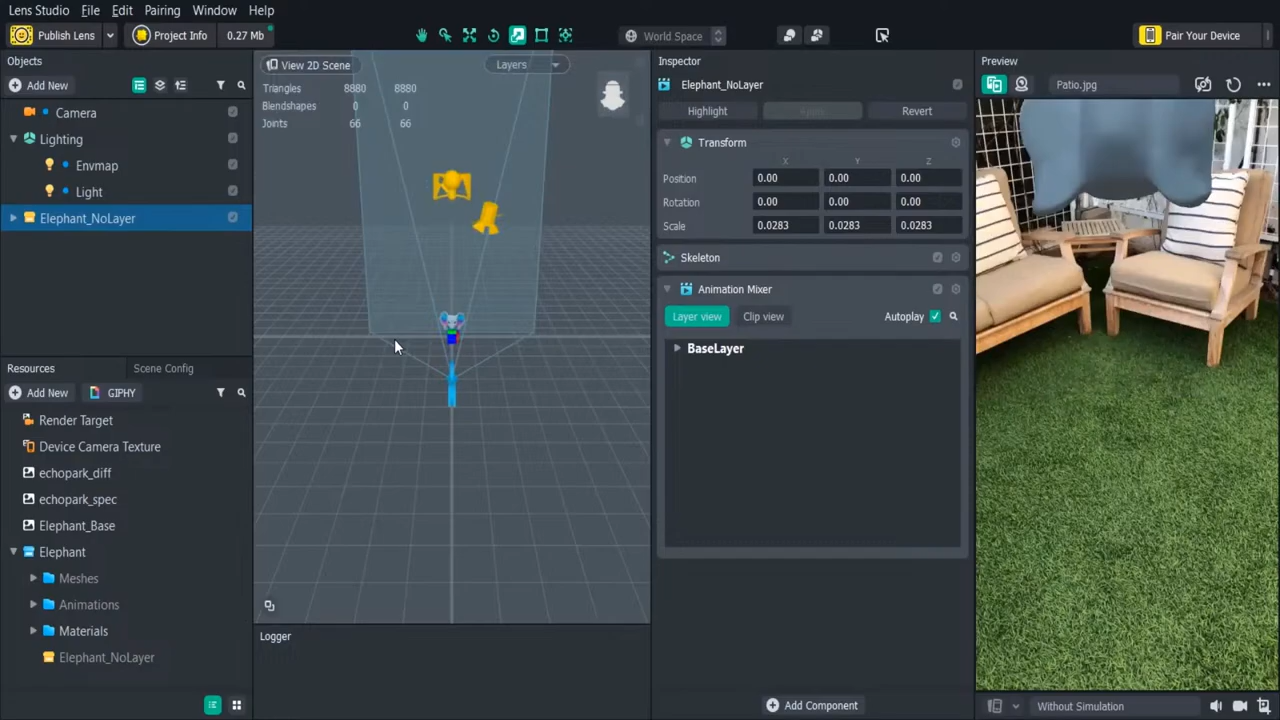 Lens Studio File Edit Pairing Window Help
Publish Lens Project Info 0.27 Mb World Space Pair Your Device
Objects
Add New
Camera
Lighting
Envmap
Light
Elephant_NoLayer
Resources Scene Config
Add New GIPHY
Render Target
Device Camera Texture
echopark_diff
echopark_spec
Elephant_Base
Elephant
Meshes
Animations
Materials
Elephant_NoLayer
View 2D Scene Layers
Triangles 8880 8880
Blendshapes 0 0
Joints 66 66
Logger
Inspector
Elephant_NoLayer
Highlight Apply Revert
Transform
X Y Z
Position 0.00 0.00 0.00
Rotation 0.00 0.00 0.00
Scale 0.0283 0.0283 0.0283
Skeleton
Animation Mixer
Layer view Clip view Autoplay
BaseLayer
Add Component
Preview
Patio.jpg
Without Simulation